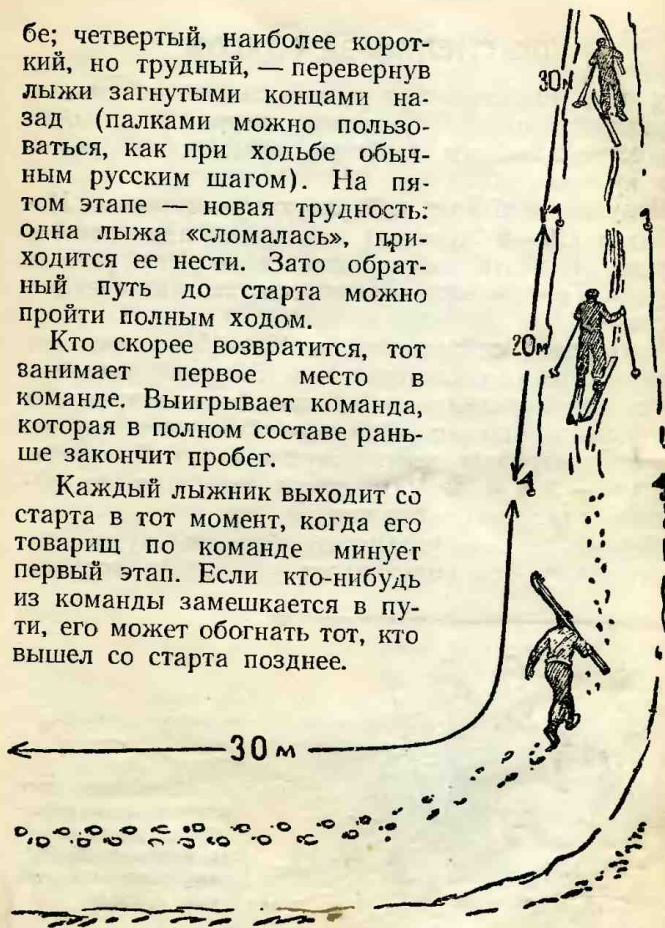 бе; четвертый, наиболее корот-
кий, но трудный, — перевернув
лыжи загнутыми концами на-
зад (палками можно пользо-
ваться, как при ходьбе обыч-
ным русским шагом). На пя-
том этапе — новая трудность:
одна лыжа «сломалась», при-
ходится ее нести. Зато обрат-
ный путь до старта можно
пройти полным ходом.
Кто скорее возвратится, тот
занимает первое место в
команде. Выигрывает команда,
которая в полном составе рань-
ше закончит пробег.
Каждый лыжник выходит со
старта в тот момент, когда его
товарищ по команде минует
первый этап. Если кто-нибудь
из команды замешкается в пу-
ти, его может обогнать тот, кто
вышел со старта позднее.
30м
20м
30 м